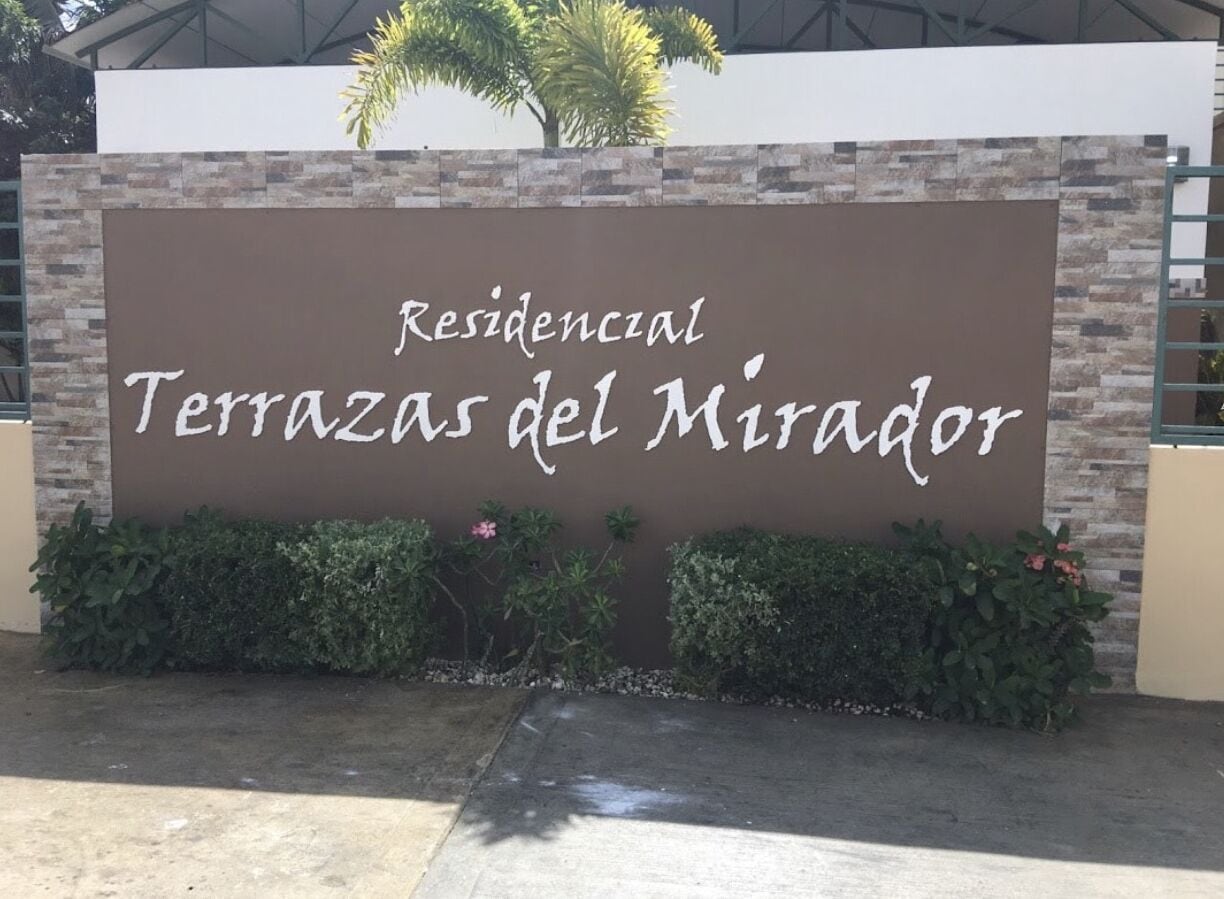 Residencial
Terrazas del Mirador